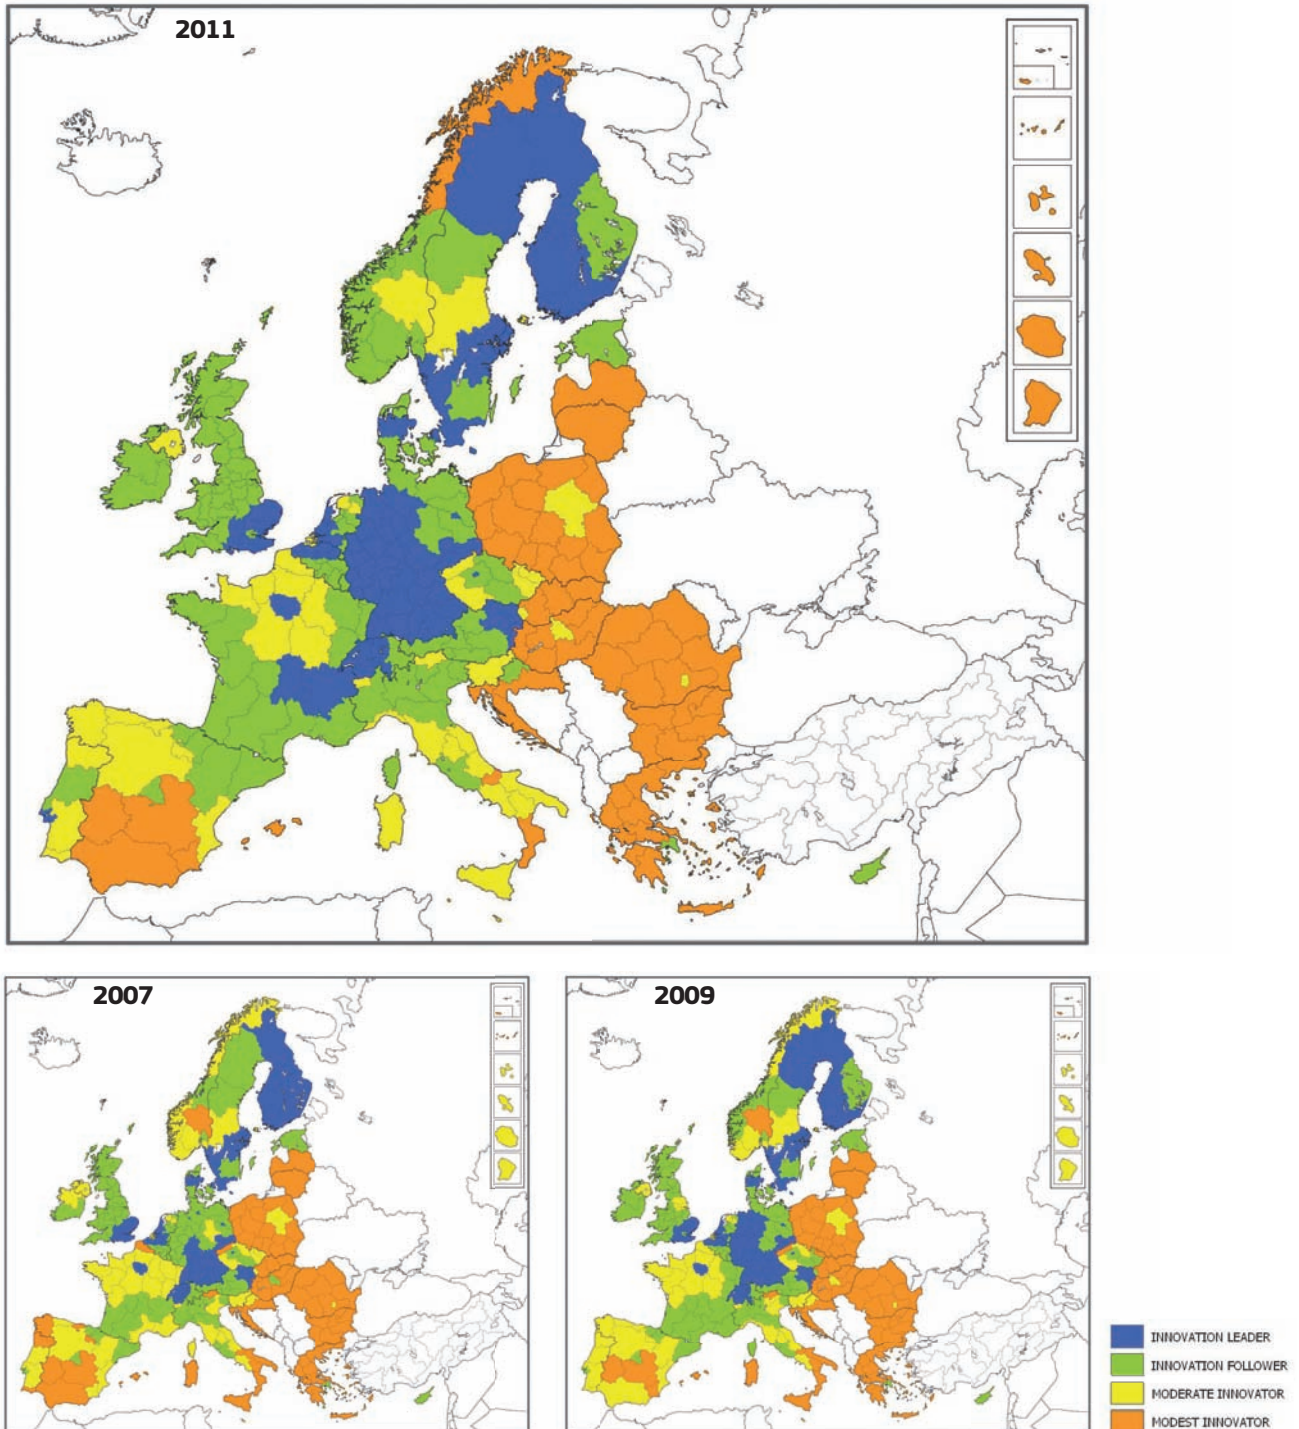 2011
2007
2009
INNOVATION LEADER
INNOVATION FOLLOWER
MODERATE INNOVATOR
MODEST INNOVATOR